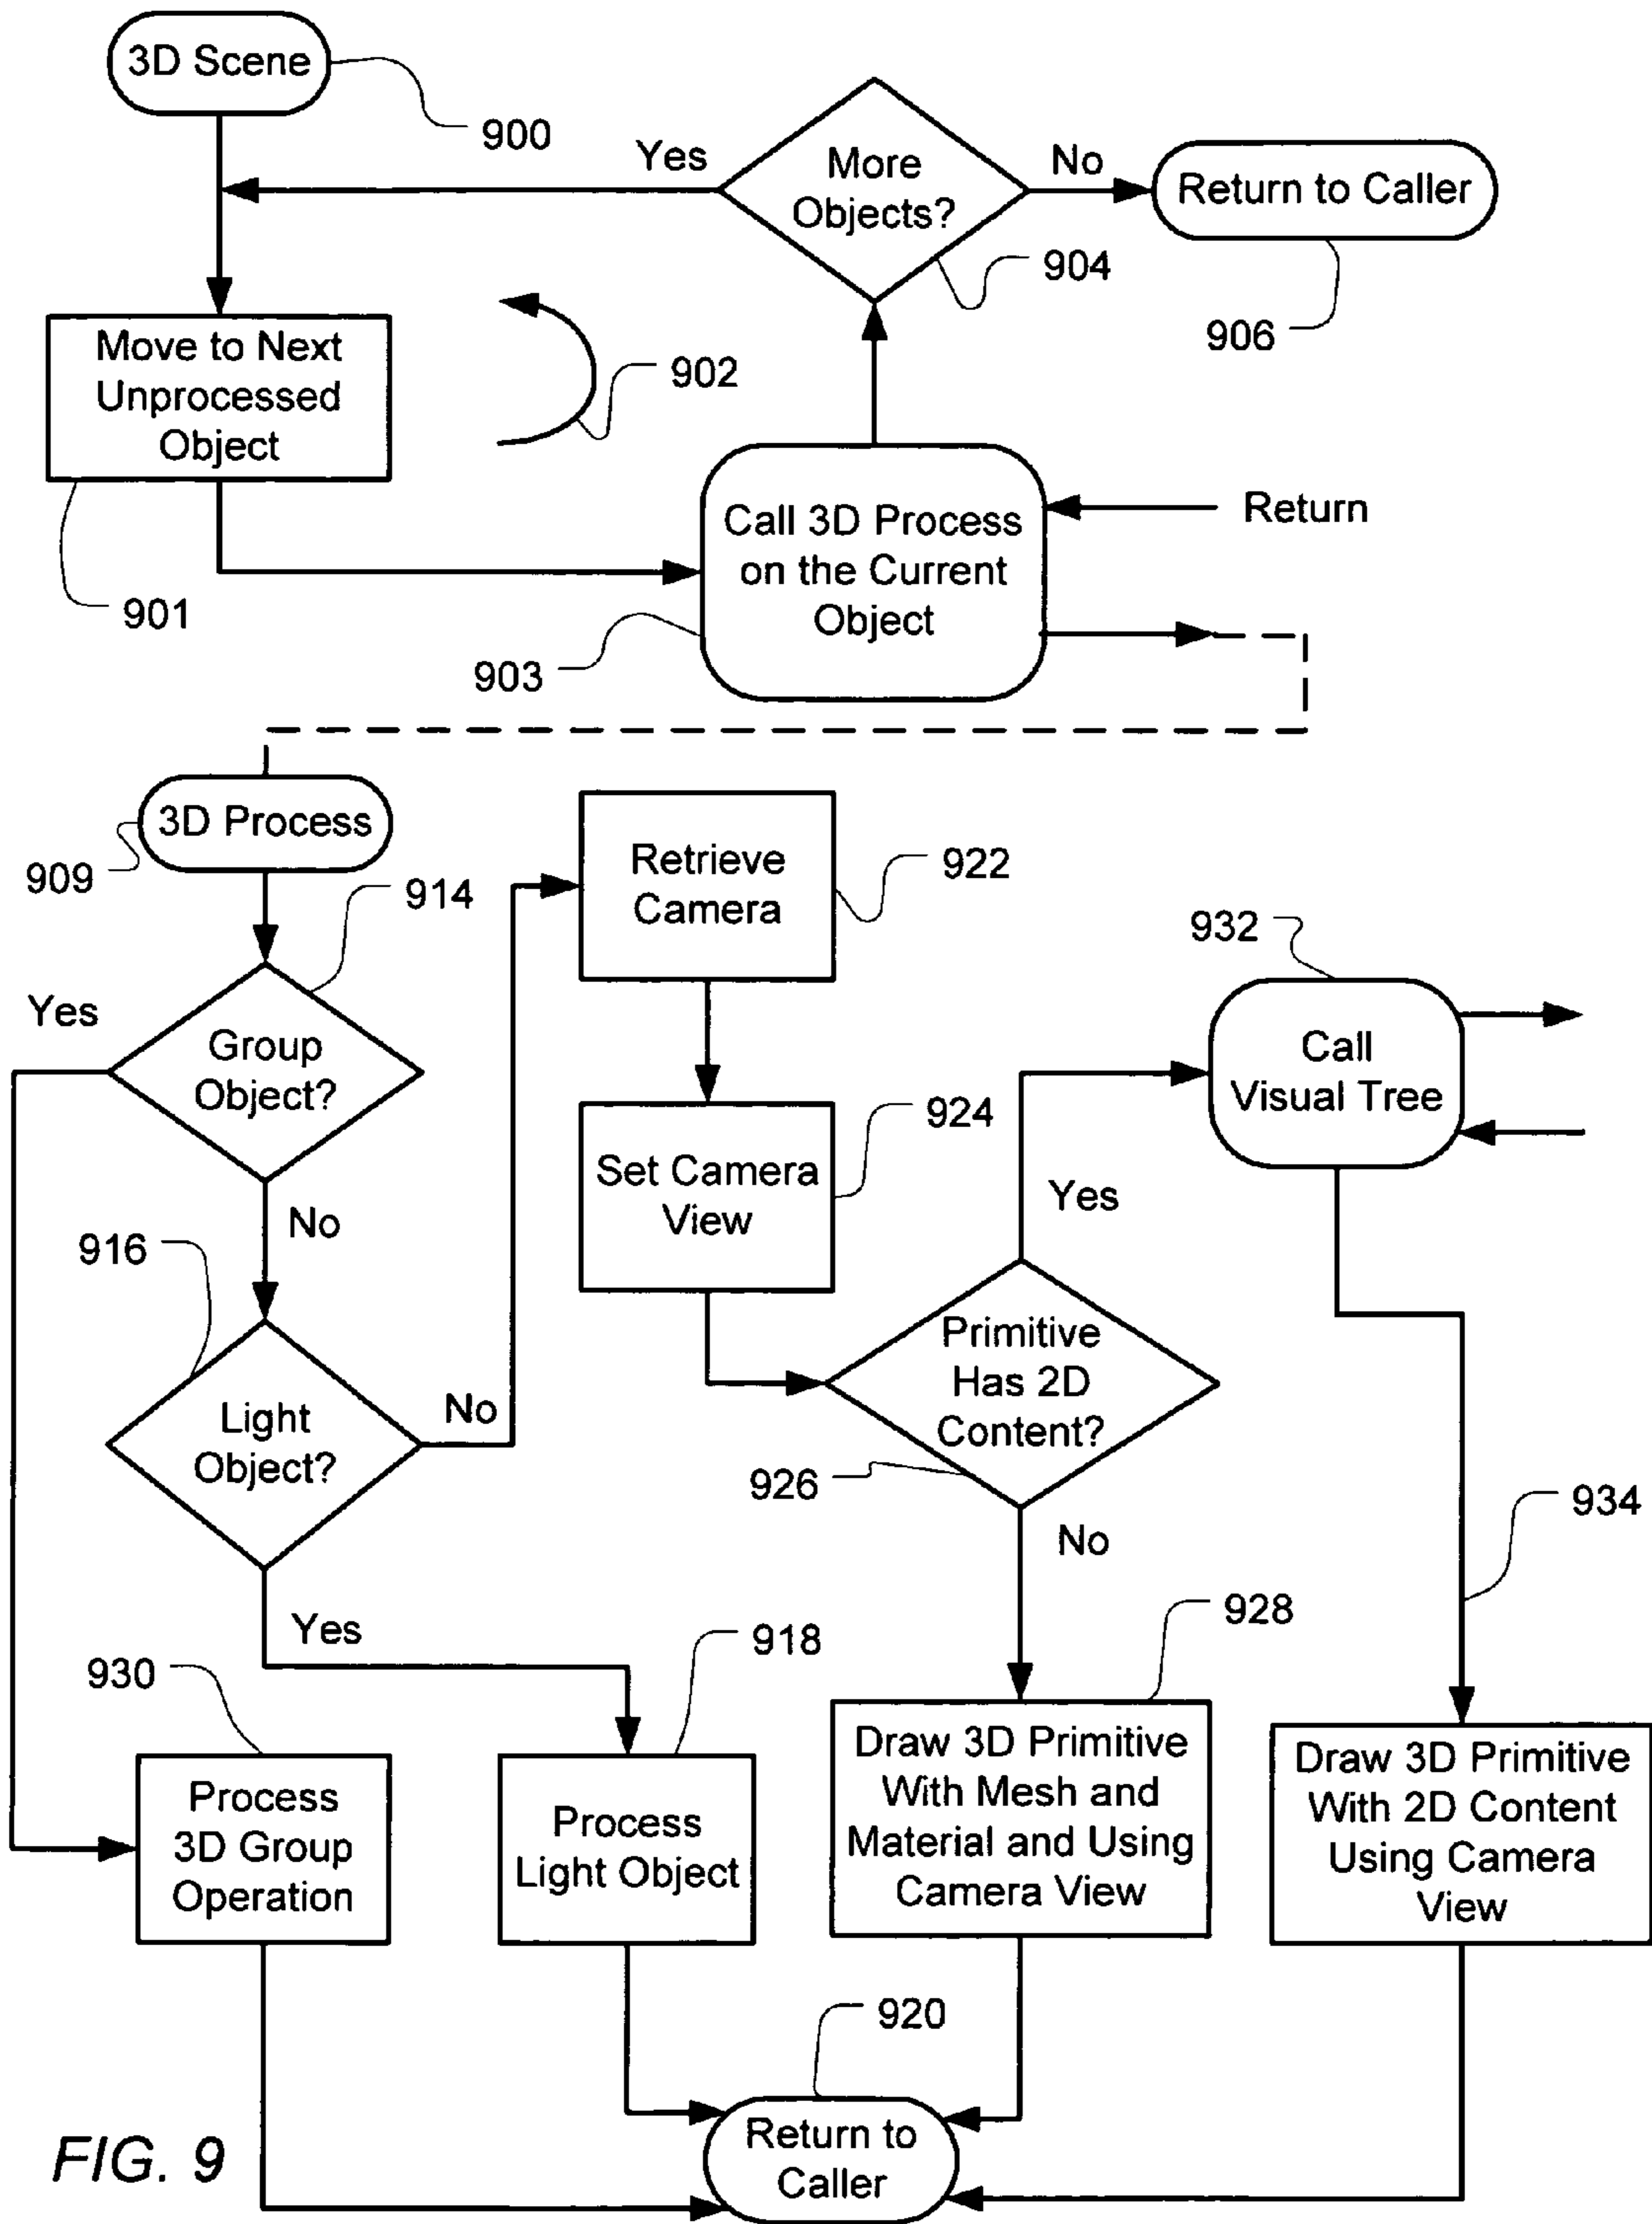 3D Scene
900
Yes
More
Objects?
No
Return to Caller
904
906
Move to Next
Unprocessed
Object
902
901
Call 3D Process
on the Current
Object
Return
903
3D Process
909
914
Retrieve
Camera
922
932
Yes
Group
Object?
Call
Visual Tree
924
Set Camera
View
No
Yes
916
Light
Object?
No
Primitive
Has 2D
Content?
926
934
No
Yes
918
928
930
Process
3D Group
Operation
Process
Light Object
Draw 3D Primitive
With Mesh and
Material and Using
Camera View
Draw 3D Primitive
With 2D Content
Using Camera
View
920
Return to
Caller
FIG. 9